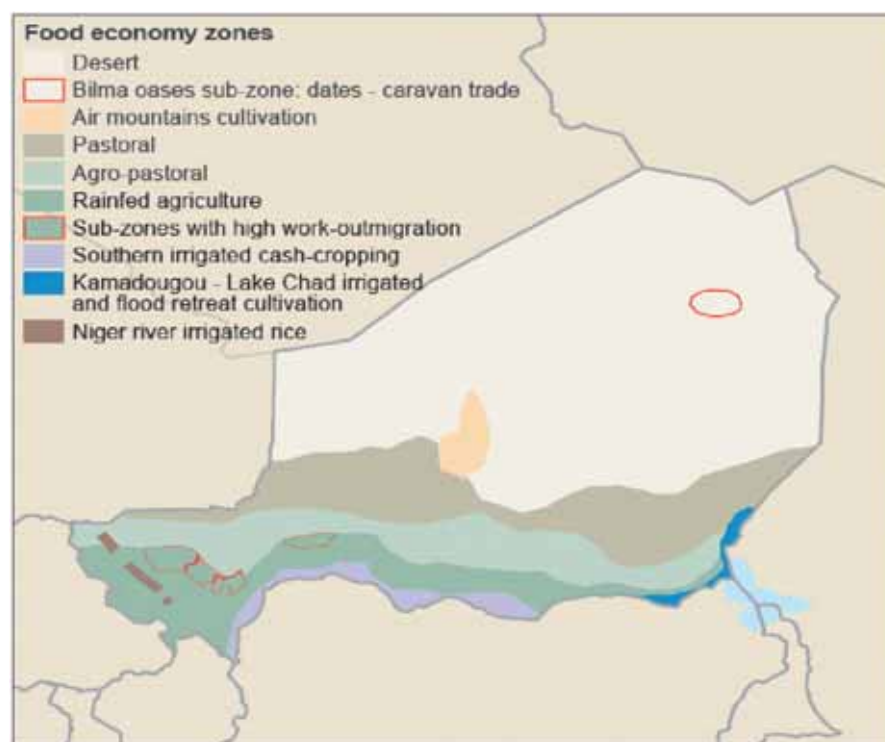 Food economy zones
Desert
Bilma oases sub-zone: dates - caravan trade
Air mountains cultivation
Pastoral
Agro-pastoral
Rainfed agriculture
Sub-zones with high work-outmigration
Southern irrigated cash-cropping
Kamadougou - Lake Chad irrigated
and flood retreat cultivation
Niger river irrigated rice